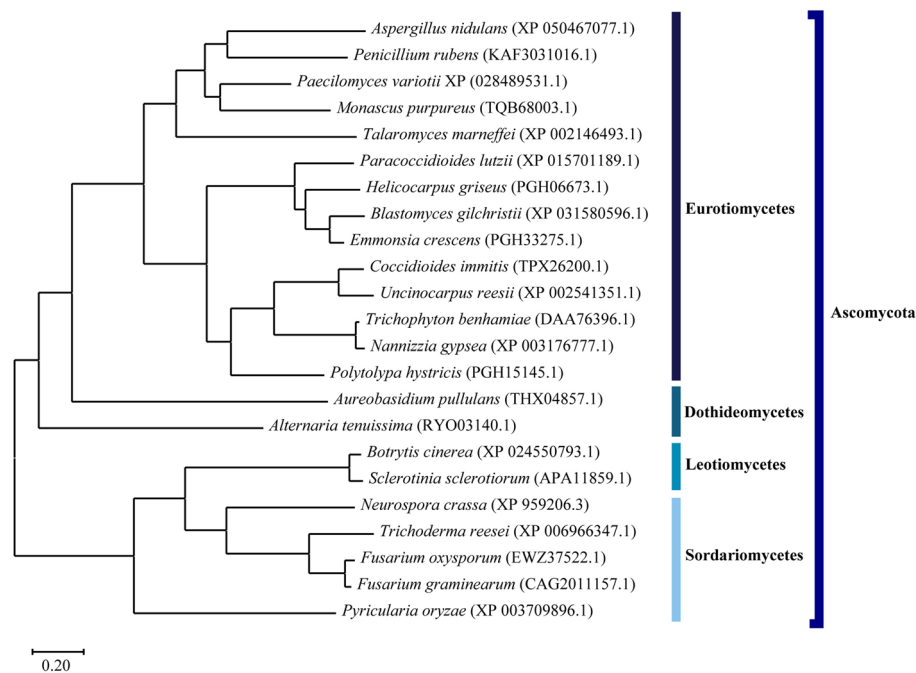 Aspergillus nidulans (XP 050467077.1)
Penicillium rubens (KAF3031016.1)
Paecilomyces variotii XP (028489531.1)
Monascus purpureus (TQB68003.1)
Talaromyces marneffei (XP 002146493.1)
Paracoccidioides lutzii (XP 015701189.1)
Helicocarpus griseus (PGH06673.1)
Blastomyces gilchristii (XP 031580596.1)
Emmonsia crescens (PGH33275.1)
Coccidioides immitis (TPX26200.1)
Uncinocarpus reesii (XP 002541351.1)
Trichophyton benhamiae (DAA76396.1)
Nannizzia gypsea (XP 003176777.1)
Polytolypa hystricis (PGH15145.1)
Aureobasidium pullulans (THX04857.1)
Alternaria tenuissima (RYO03140.1)
Botrytis cinerea (XP 024550793.1)
Sclerotinia sclerotiorum (APA11859.1)
Neurospora crassa (XP 959206.3)
Trichoderma reesei (XP 006966347.1)
Fusarium oxysporum (EWZ37522.1)
Fusarium graminearum (CAG2011157.1)
Pyricularia oryzae (XP 003709896.1)
Eurotiomycetes
Dothideomycetes
Leotiomycetes
Sordariomycetes
Ascomycota
0.20